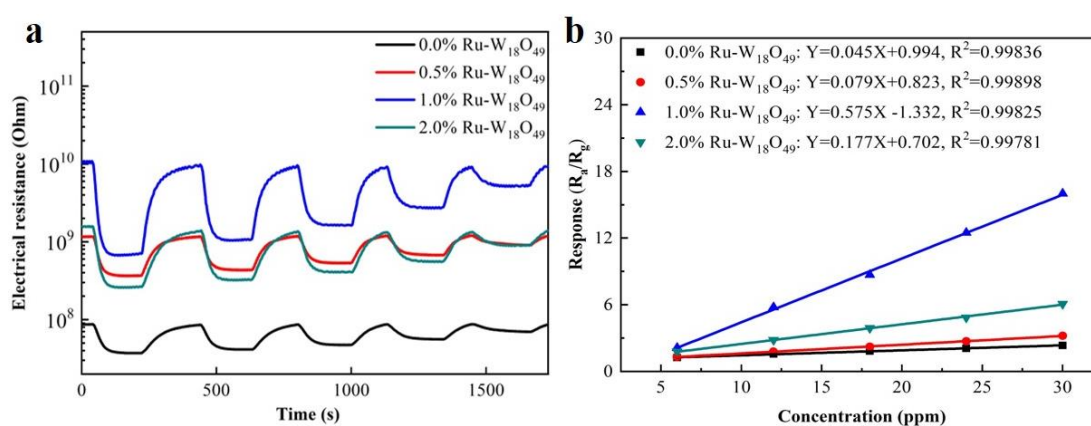 a
0.0% Ru-W₁₈O₄₉
0.5% Ru-W₁₈O₄₉
1.0% Ru-W₁₈O₄₉
2.0% Ru-W₁₈O₄₉
10¹¹
10¹⁰
10⁹
10⁸
Electrical resistance (Ohm)
0 500 1000 1500
Time (s)
b
0.0% Ru-W₁₈O₄₉: Y=0.045X+0.994, R²=0.99836
0.5% Ru-W₁₈O₄₉: Y=0.079X+0.823, R²=0.99898
1.0% Ru-W₁₈O₄₉: Y=0.575X -1.332, R²=0.99825
2.0% Ru-W₁₈O₄₉: Y=0.177X+0.702, R²=0.99781
30
24
18
12
6
0
Response (Rₐ/R_g)
5 10 15 20 25 30
Concentration (ppm)